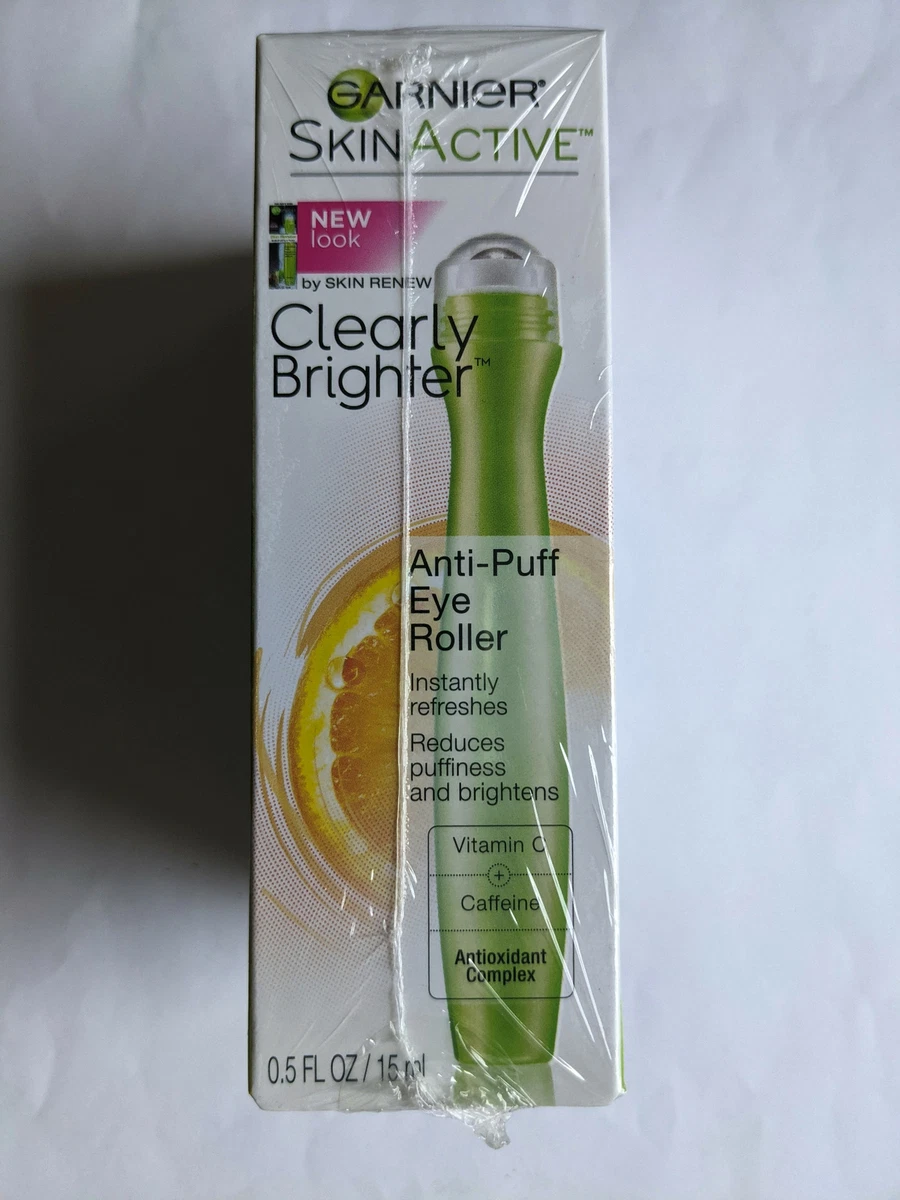 GARNIER®
SKINACTIVE™
NEW
look
by SKIN RENEW
Clearly
Brighter™
Anti-Puff
Eye
Roller
Instantly
refreshes
Reduces
puffiness
and brightens
Vitamin C
+
Caffeine
Antioxidant
Complex
0.5 FL OZ / 15 ml